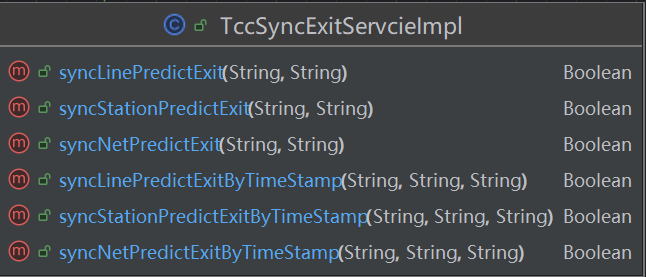 C TccSyncExitServcieImpl
m syncLinePredictExit(String, String) Boolean
m syncStationPredictExit(String, String) Boolean
m syncNetPredictExit(String, String) Boolean
m syncLinePredictExitByTimeStamp(String, String, String) Boolean
m syncStationPredictExitByTimeStamp(String, String, String) Boolean
m syncNetPredictExitByTimeStamp(String, String, String) Boolean